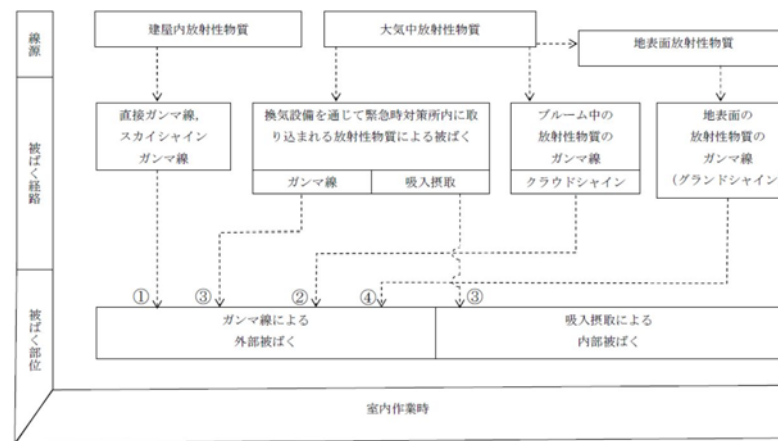 線源
建屋内放射性物質
大気中放射性物質
地表面放射性物質
被ばく経路
直接ガンマ線,
スカイシャイン
ガンマ線
換気設備を通じて緊急時対策所内に取
り込まれる放射性物質による被ばく
ガンマ線
吸入摂取
プルーム中の
放射性物質の
ガンマ線
クラウドシャイン
地表面の
放射性物質の
ガンマ線
(グランドシャイン
① ③ ② ④ ③
被ばく部位
ガンマ線による
外部被ばく
吸入摂取による
内部被ばく
室内作業時